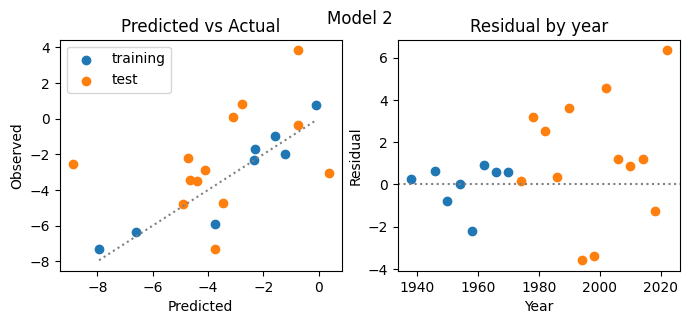 Model 2
Predicted vs Actual
training
test
4
2
0
−2
−4
−6
−8
Observed
−8
−6
−4
−2
0
Predicted
Residual by year
6
4
2
0
−2
−4
Residual
1940
1960
1980
2000
2020
Year